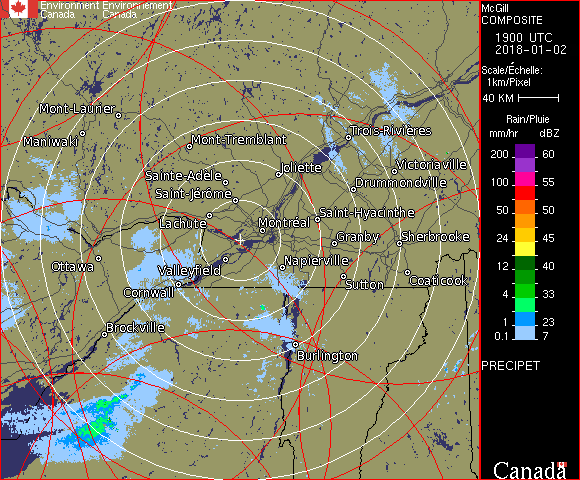 Environment Environnement
Canada Canada
McGill
COMPOSITE
1900 UTC
2018-01-02
Scale/Échelle:
1km/Pixel
40 KM
Rain/Pluie
mm/hr dBZ
200 60
150 55
100 55
50 50
24 45
12 40
4 33
1 23
0.1 7
PRECIPET
Canada
Mont-Laurier
Maniwaki
Mont-Tremblant
Trois-Rivières
Joliette
Victoriaville
Sainte-Adèle
Drummondville
Saint-Jérôme
Lachute
Saint-Hyacinthe
Montréal
Granby
Sherbrooke
Ottawa
Valleyfield
Napierville
Cornwall
Sutton
Coaticook
Brockville
Burlington